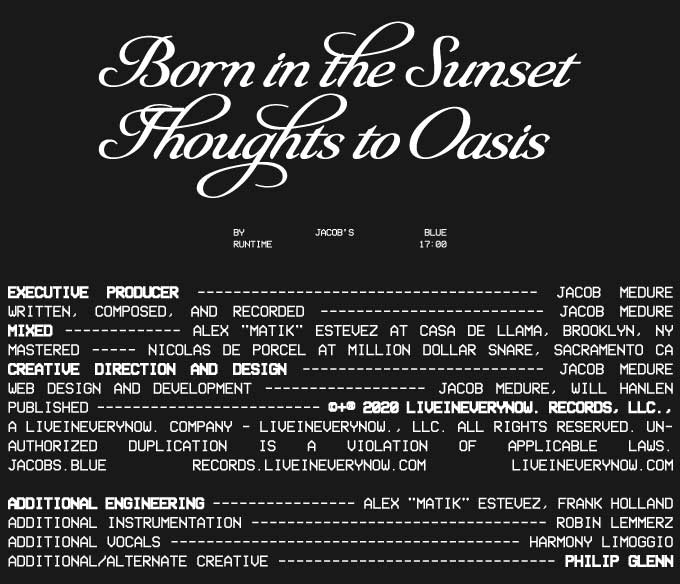 Born in the Sunset
Thoughts to Oasis
BY JACOB'S BLUE
RUNTIME 17:00
EXECUTIVE PRODUCER -------------------------------------- JACOB MEDURE
WRITTEN, COMPOSED, AND RECORDED ------------------------- JACOB MEDURE
MIXED ------------- ALEX "MATIK" ESTEVEZ AT CASA DE LLAMA, BROOKLYN, NY
MASTERED ----- NICOLAS DE PORCEL AT MILLION DOLLAR SNARE, SACRAMENTO CA
CREATIVE DIRECTION AND DESIGN --------------------------- JACOB MEDURE
WEB DESIGN AND DEVELOPMENT ------------------ JACOB MEDURE, WILL HANLEN
PUBLISHED ------------------------- ©+® 2020 LIVEINEVERYNOW. RECORDS, LLC.,
A LIVEINEVERYNOW. COMPANY - LIVEINEVERYNOW., LLC. ALL RIGHTS RESERVED. UN-
AUTHORIZED DUPLICATION IS A VIOLATION OF APPLICABLE LAWS.
JACOBS.BLUE RECORDS.LIVEINEVERYNOW.COM LIVEINEVERYNOW.COM
ADDITIONAL ENGINEERING ---------------- ALEX "MATIK" ESTEVEZ, FRANK HOLLAND
ADDITIONAL INSTRUMENTATION --------------------------------- ROBIN LEMMERZ
ADDITIONAL VOCALS --------------------------------------- HARMONY LIMOGGIO
ADDITIONAL/ALTERNATE CREATIVE ------------------------------- PHILIP GLENN